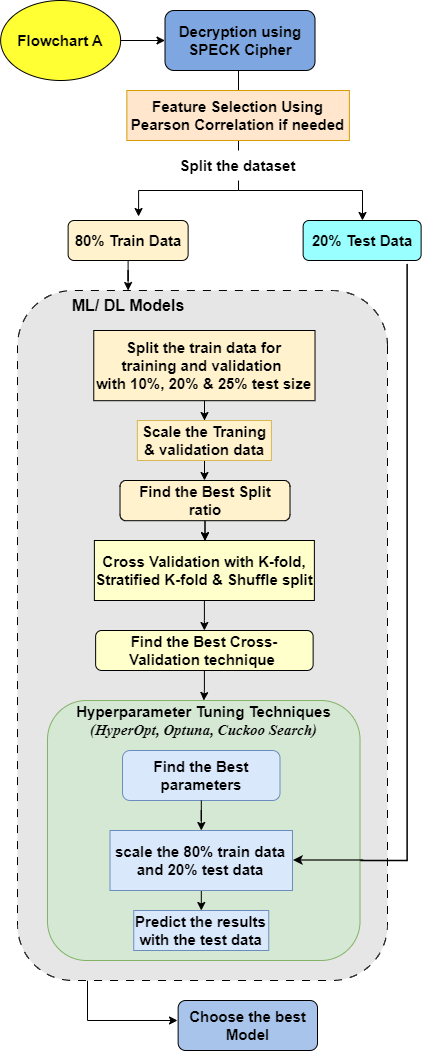 Flowchart A
Decryption using
SPECK Cipher
Feature Selection Using
Pearson Correlation if needed
Split the dataset
80% Train Data
20% Test Data
ML/ DL Models
Split the train data for
training and validation
with 10%, 20% & 25% test size
Scale the Traning
& validation data
Find the Best Split
ratio
Cross Validation with K-fold,
Stratified K-fold & Shuffle split
Find the Best Cross-
Validation technique
Hyperparameter Tuning Techniques
(HyperOpt, Optuna, Cuckoo Search)
Find the Best
parameters
scale the 80% train data
and 20% test data
Predict the results
with the test data
Choose the best
Model